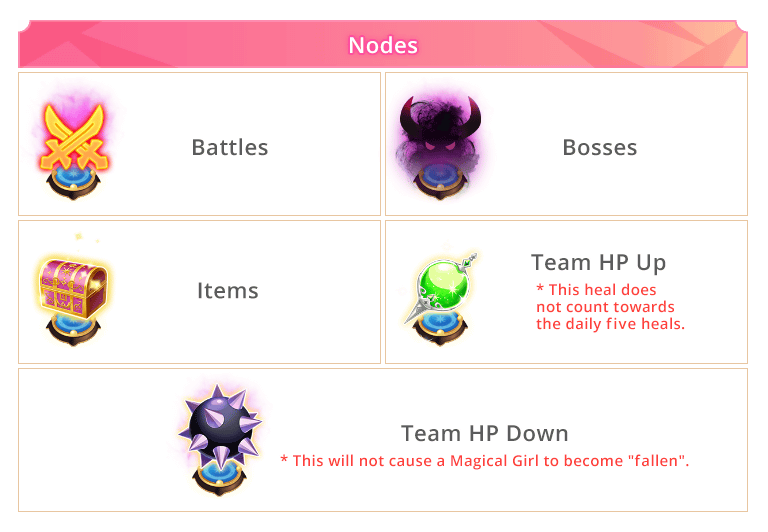 Nodes
Battles
Bosses
Items
Team HP Up
* This heal does
not count towards
the daily five heals.
Team HP Down
* This will not cause a Magical Girl to become "fallen".